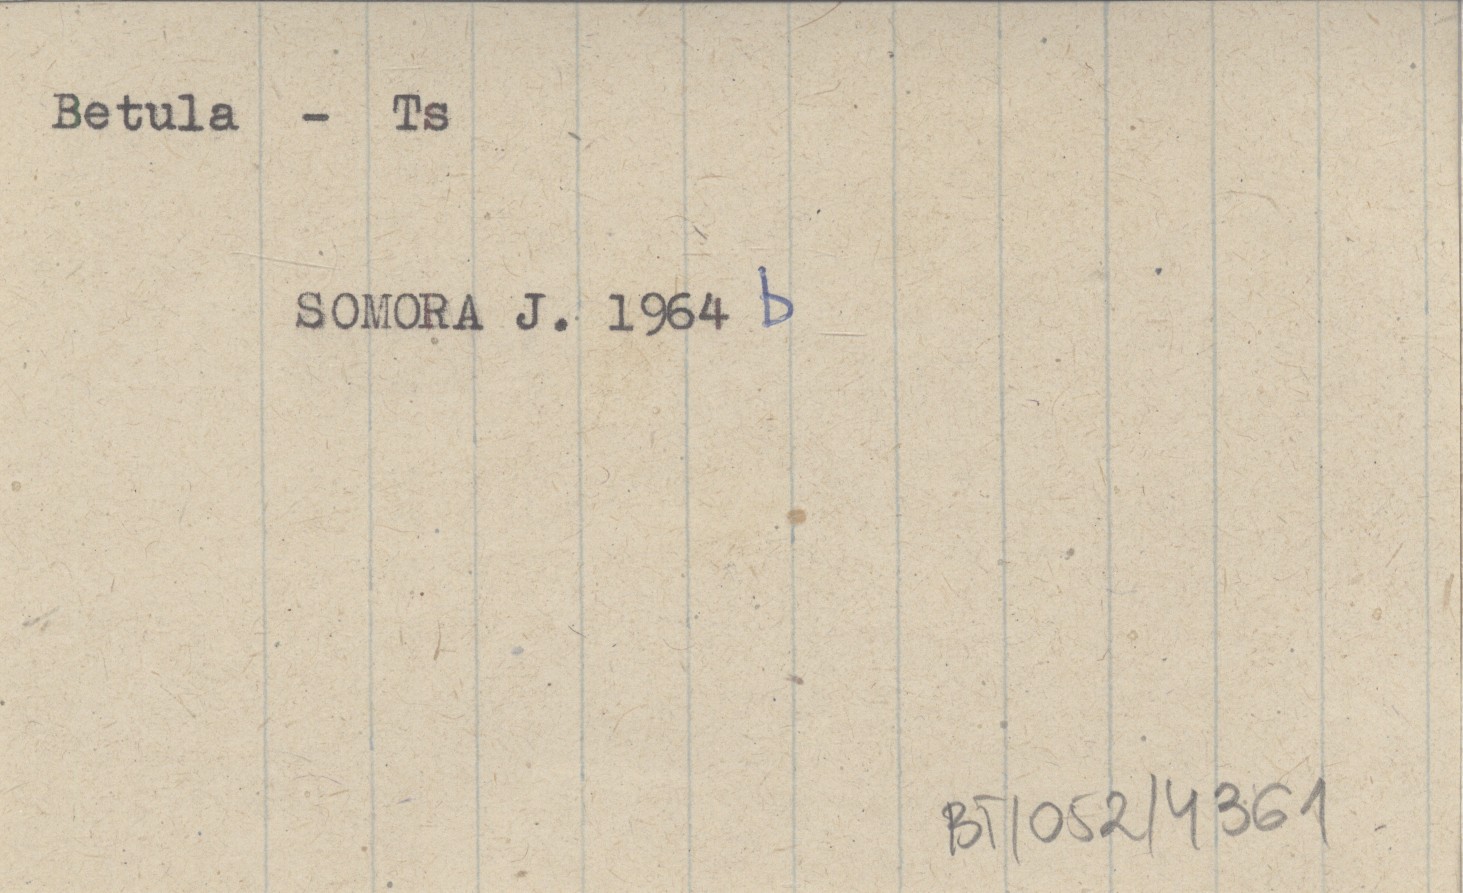 Betula - Ts
SOMORA J. 1964 b
BT/052/4361